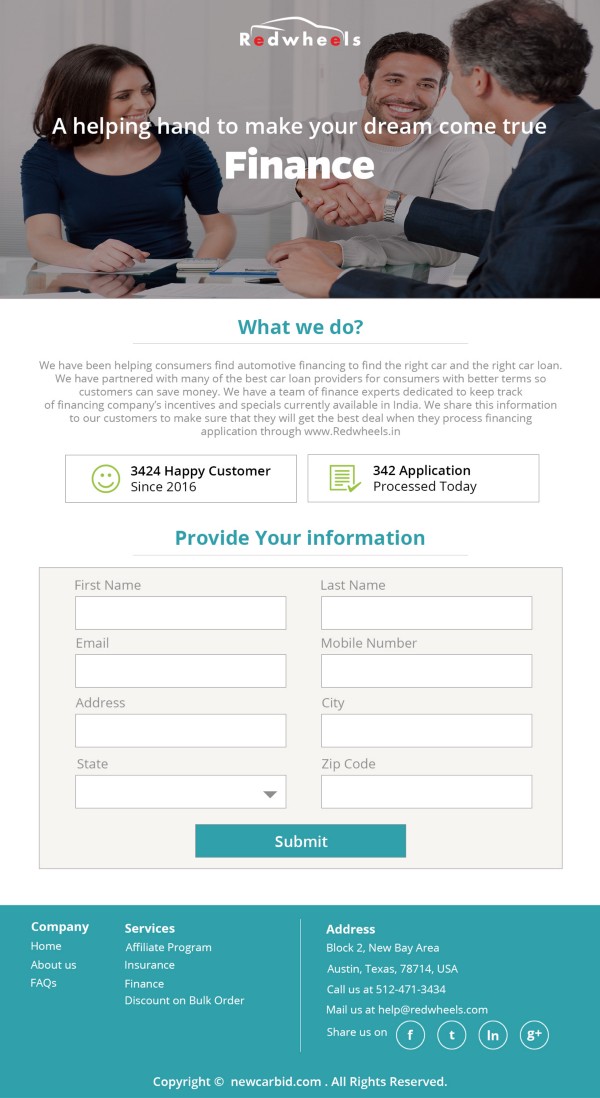 Redwheels
A helping hand to make your dream come true
Finance
What we do?
We have been helping consumers find automotive financing to find the right car and the right car loan.
We have partnered with many of the best car loan providers for consumers with better terms so
customers can save money. We have a team of finance experts dedicated to keep track
of financing company's incentives and specials currently available in India. We share this information
to our customers to make sure that they will get the best deal when they process financing
application through www.Redwheels.in
3424 Happy Customer
Since 2016
342 Application
Processed Today
Provide Your information
First Name
Last Name
Email
Mobile Number
Address
City
State
Zip Code
Submit
Company
Home
About us
FAQs
Services
Affiliate Program
Insurance
Finance
Discount on Bulk Order
Address
Block 2, New Bay Area
Austin, Texas, 78714, USA
Call us at 512-471-3434
Mail us at help@redwheels.com
Share us on f t In g+
Copyright © newcarbid.com . All Rights Reserved.